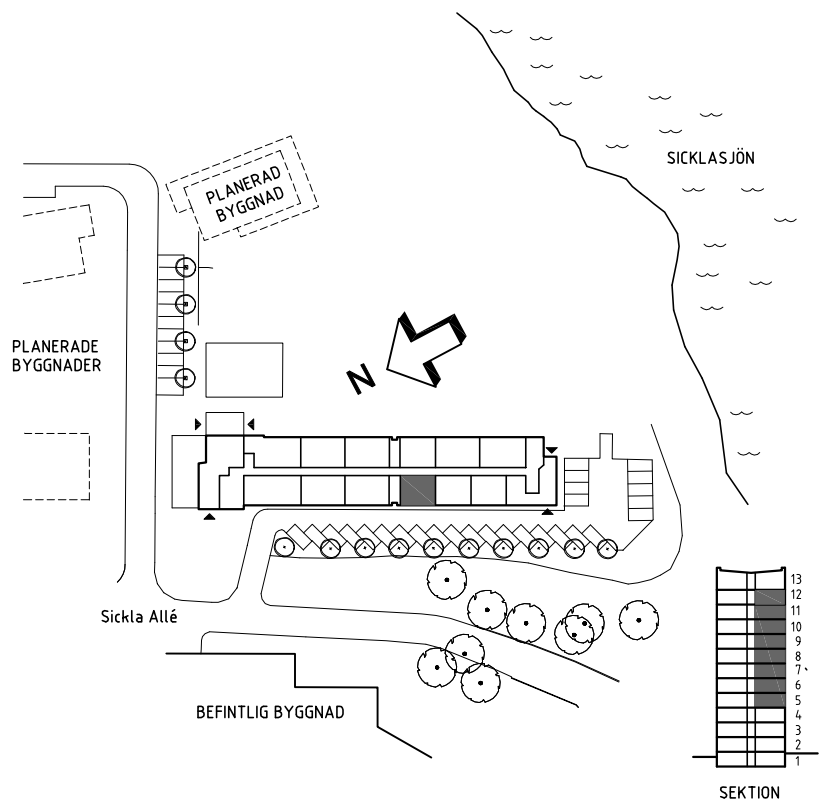 SICKLASJÖN
PLANERAD
BYGGNAD
PLANERADE
BYGGNADER
N
Sickla Allé
BEFINTLIG BYGGNAD
13
12
11
10
9
8
7
6
5
4
3
2
1
SEKTION